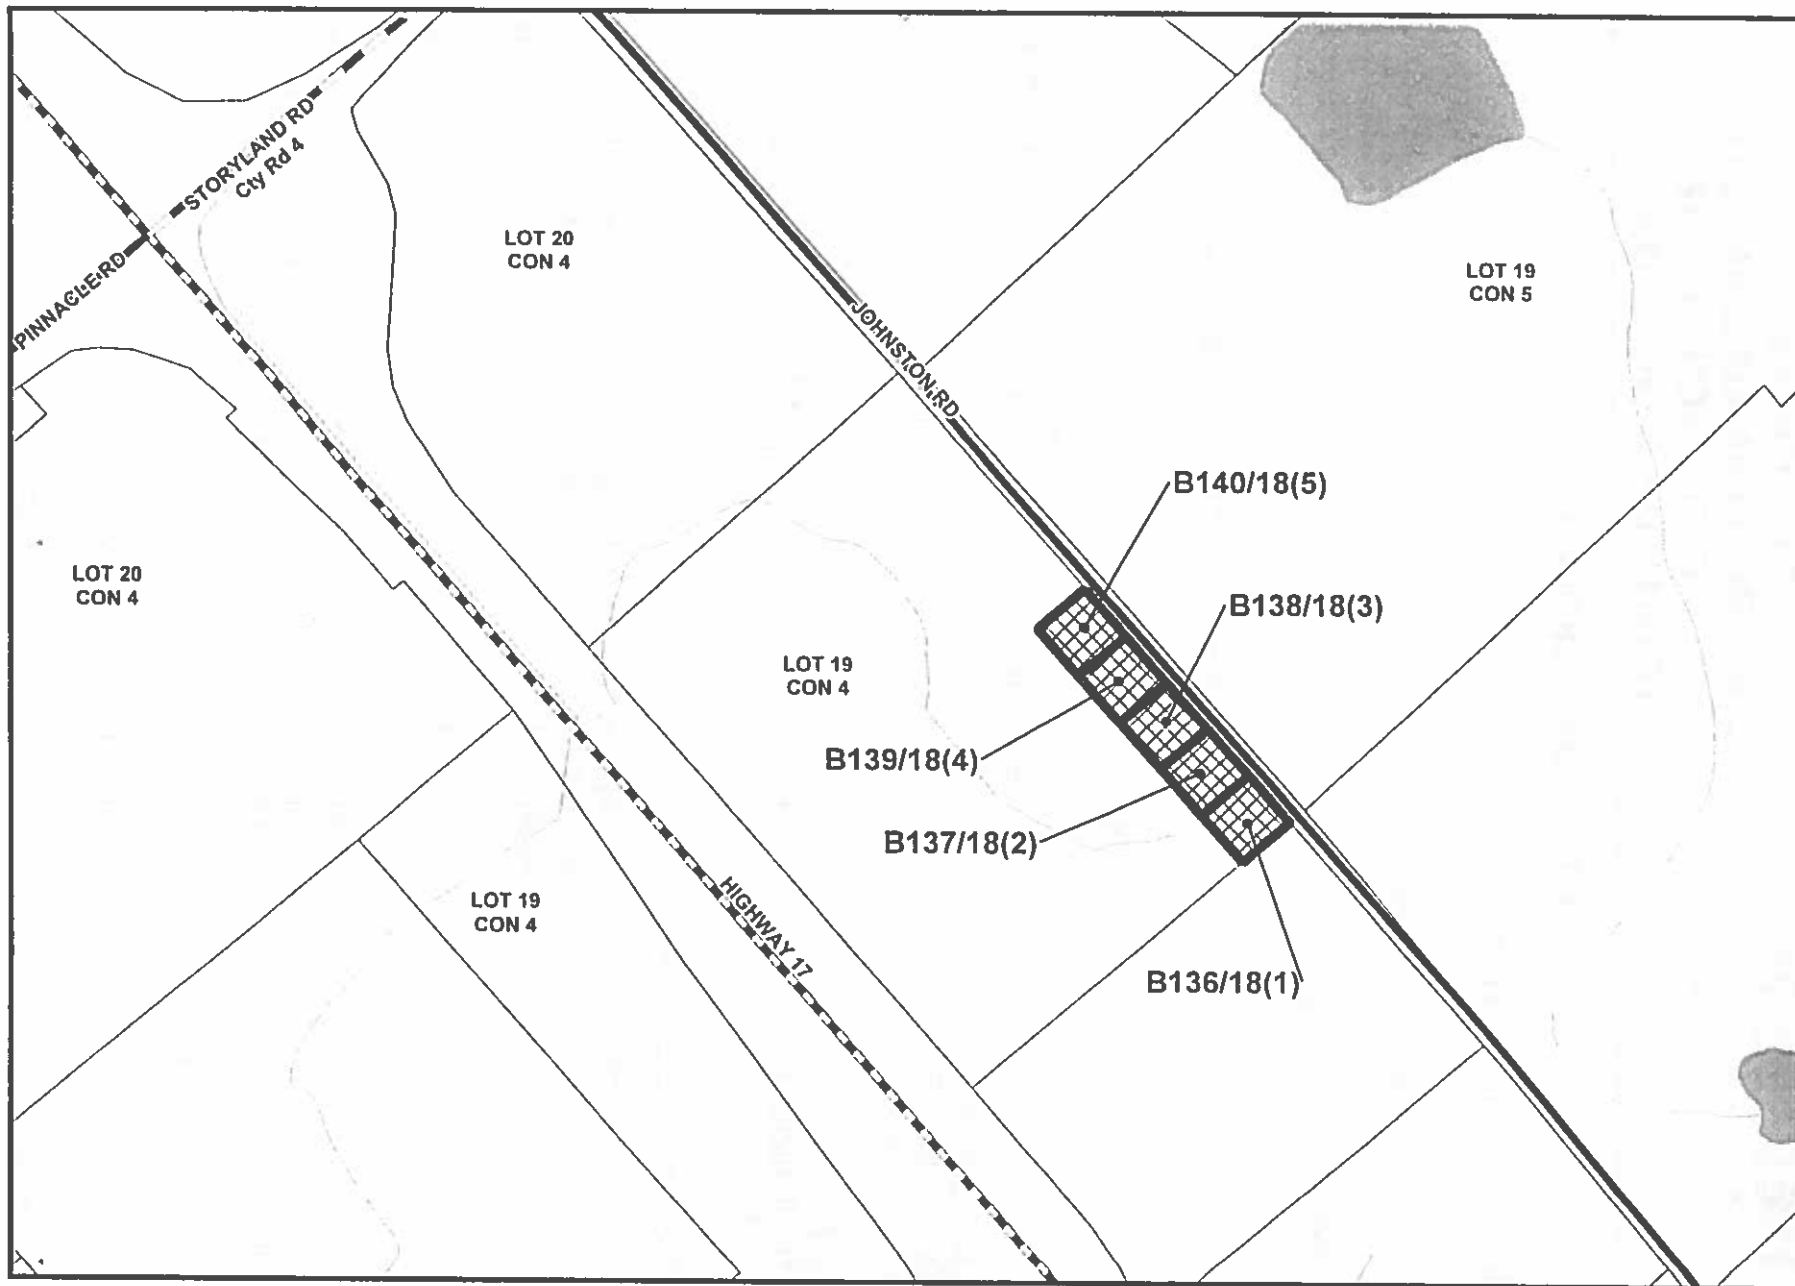 STORYLAND RD
Cty Rd 4
PINNACLE RD
LOT 20
CON 4
JOHNSTON RD
LOT 19
CON 5
B140/18(5)
LOT 20
CON 4
B138/18(3)
LOT 19
CON 4
B139/18(4)
B137/18(2)
LOT 19
CON 4
HIGHWAY 17
B136/18(1)